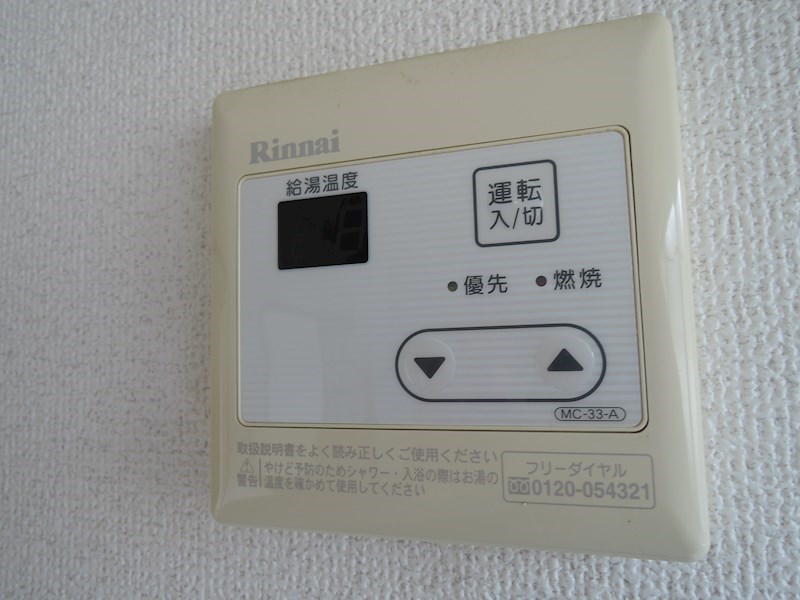 Rinnai
給湯温度
運転
入/切
優先
燃焼
MC-33-A
取扱説明書をよく読み正しくご使用ください
警告
やけど予防のためシャワー・入浴の際はお湯の
温度を確かめて使用してください
フリーダイヤル
0120-054321